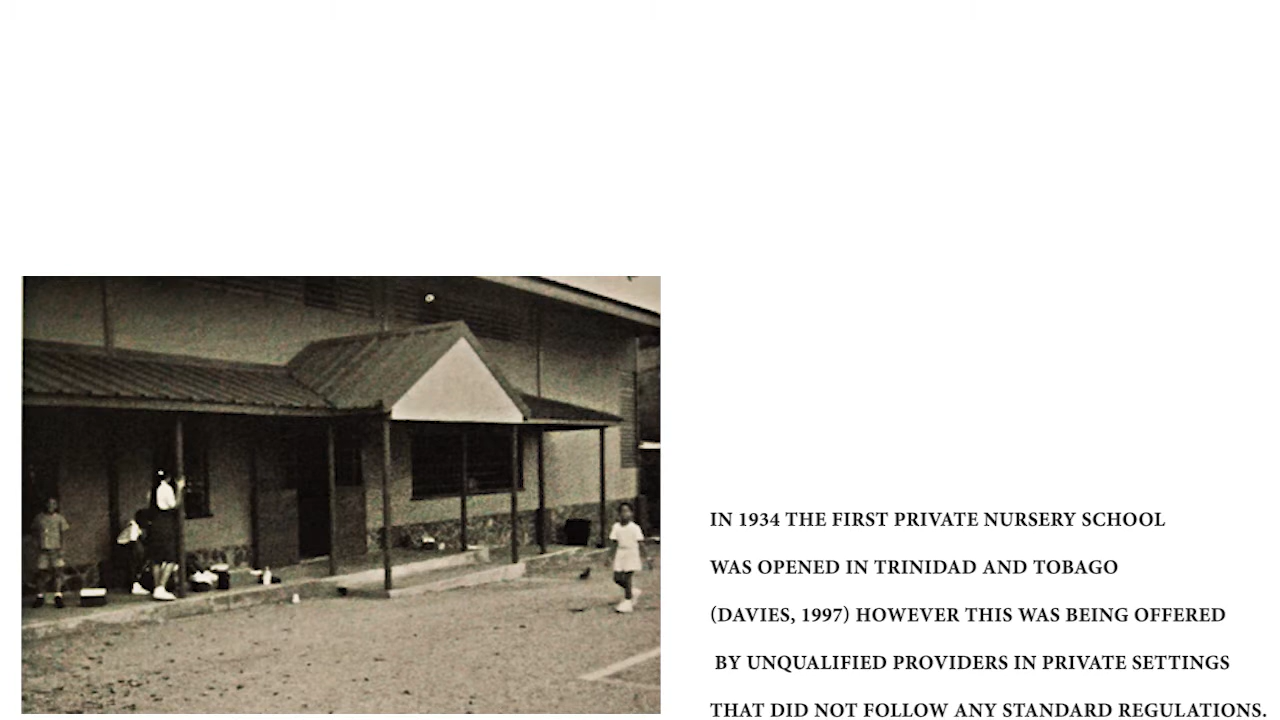 IN 1934 THE FIRST PRIVATE NURSERY SCHOOL
WAS OPENED IN TRINIDAD AND TOBAGO
(DAVIES, 1997) HOWEVER THIS WAS BEING OFFERED
BY UNQUALIFIED PROVIDERS IN PRIVATE SETTINGS
THAT DID NOT FOLLOW ANY STANDARD REGULATIONS.